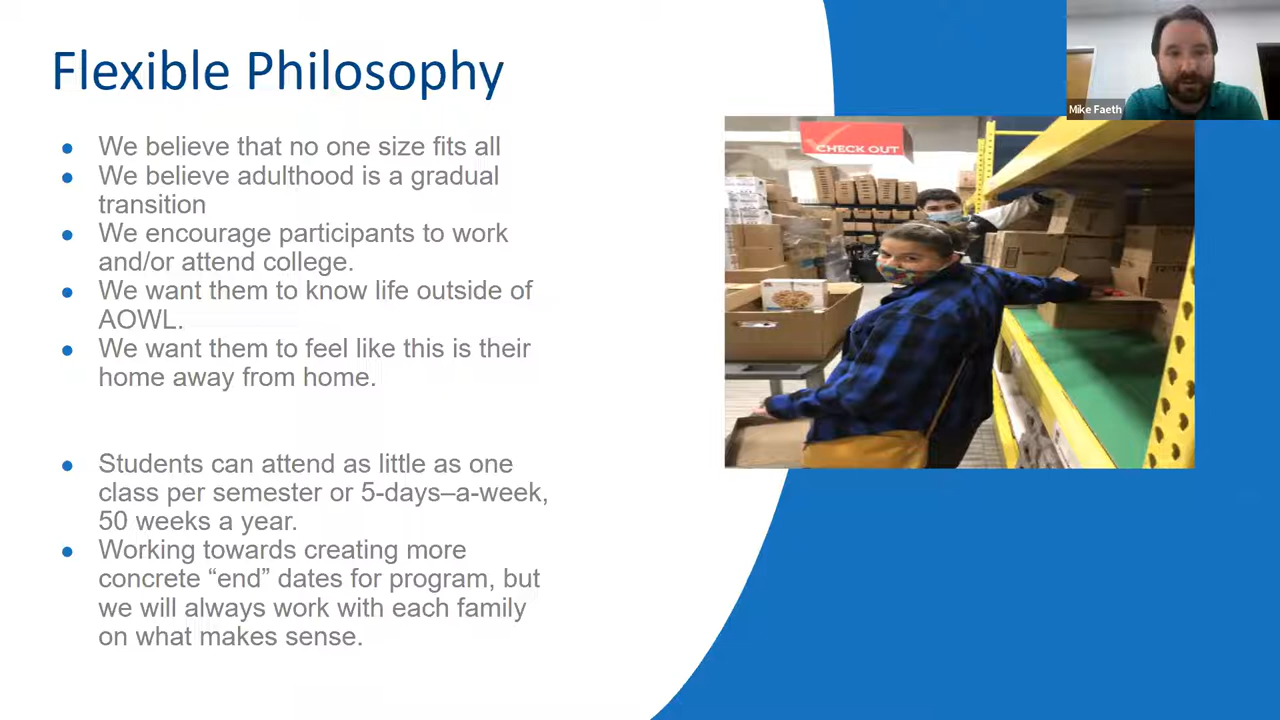 Flexible Philosophy
Mike Faeth
CHECK OUT
We believe that no one size fits all
We believe adulthood is a gradual
transition
We encourage participants to work
and/or attend college.
We want them to know life outside of
AOWL.
We want them to feel like this is their
home away from home.
Students can attend as little as one
class per semester or 5-days–a-week,
50 weeks a year.
Working towards creating more
concrete “end” dates for program, but
we will always work with each family
on what makes sense.